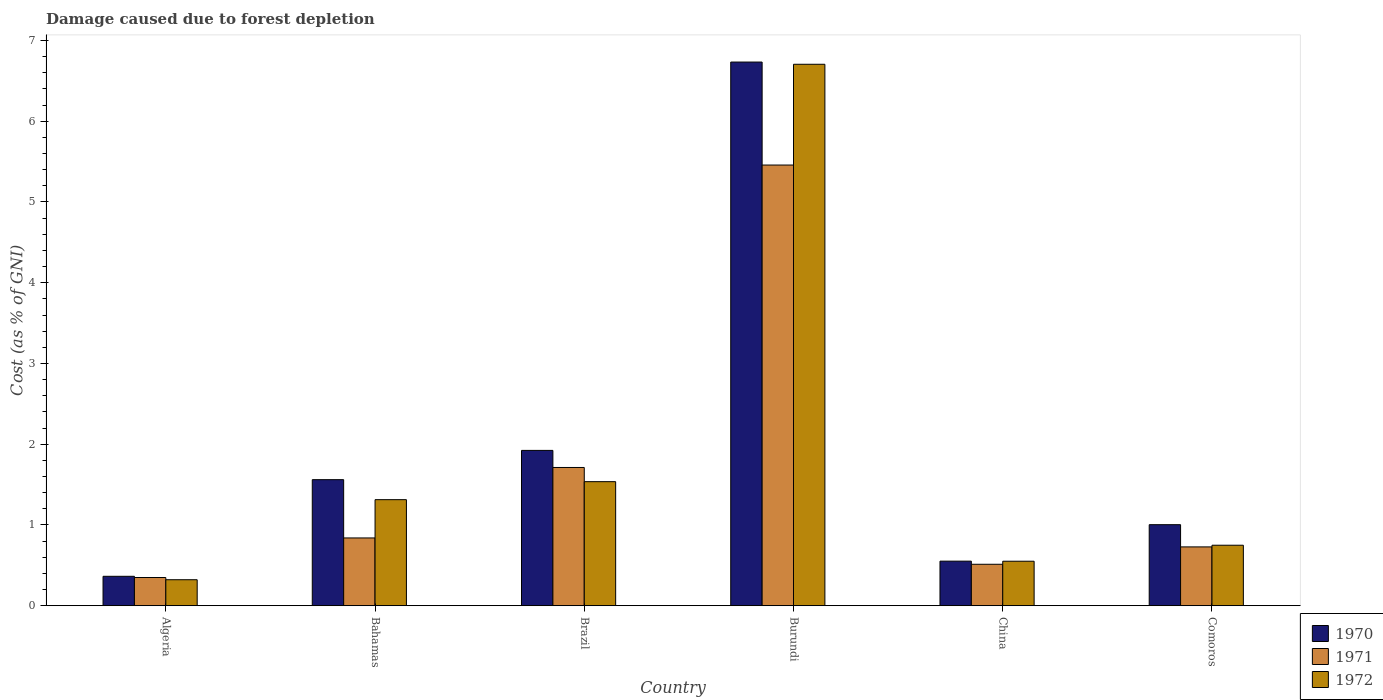 Damage caused due to forest depletion
Cost (as % of GNI)
7
6
5
4
3
2
1
0
Algeria
Bahamas
Brazil
Burundi
China
Comoros
Country
1970
1971
1972